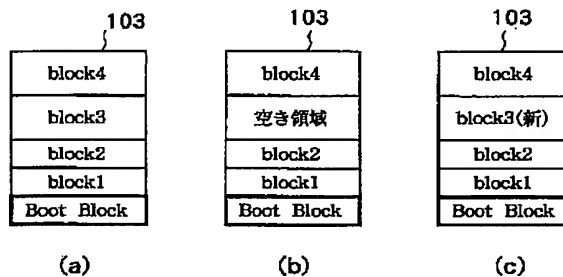 103
103
103
block4
block4
block4
block3
空き領域
block3(新)
block2
block2
block2
block1
block1
block1
Boot Block
Boot Block
Boot Block
(a)
(b)
(c)